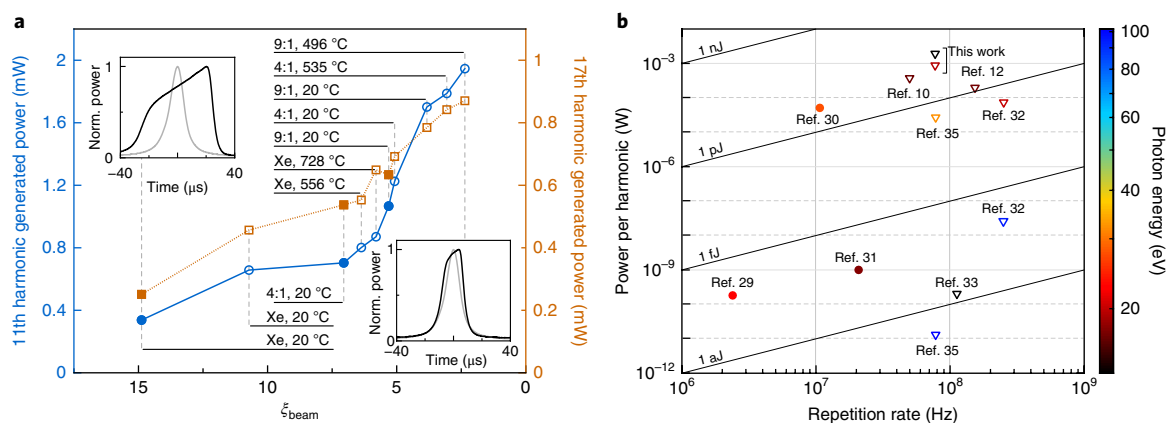 a
2
1.6
1.2
0.8
0.4
0
11th harmonic generated power (mW)
15
10
5
0
ξbeam
1
0.8
0.6
0.4
0.2
0
17th harmonic generated power (mW)
9:1, 496 °C
4:1, 535 °C
9:1, 20 °C
4:1, 20 °C
9:1, 20 °C
Xe, 728 °C
Xe, 556 °C
4:1, 20 °C
Xe, 20 °C
Xe, 20 °C
Norm. power
1
0
–40
40
Time (μs)
Norm. power
1
0
–40
40
Time (μs)
b
Power per harmonic (W)
10–3
10–6
10–9
10–12
106
107
108
109
Repetition rate (Hz)
1 nJ
1 pJ
1 fJ
1 aJ
This work
Ref. 12
Ref. 10
Ref. 30
Ref. 32
Ref. 35
Ref. 32
Ref. 31
Ref. 29
Ref. 33
Ref. 35
100
80
60
40
20
Photon energy (eV)